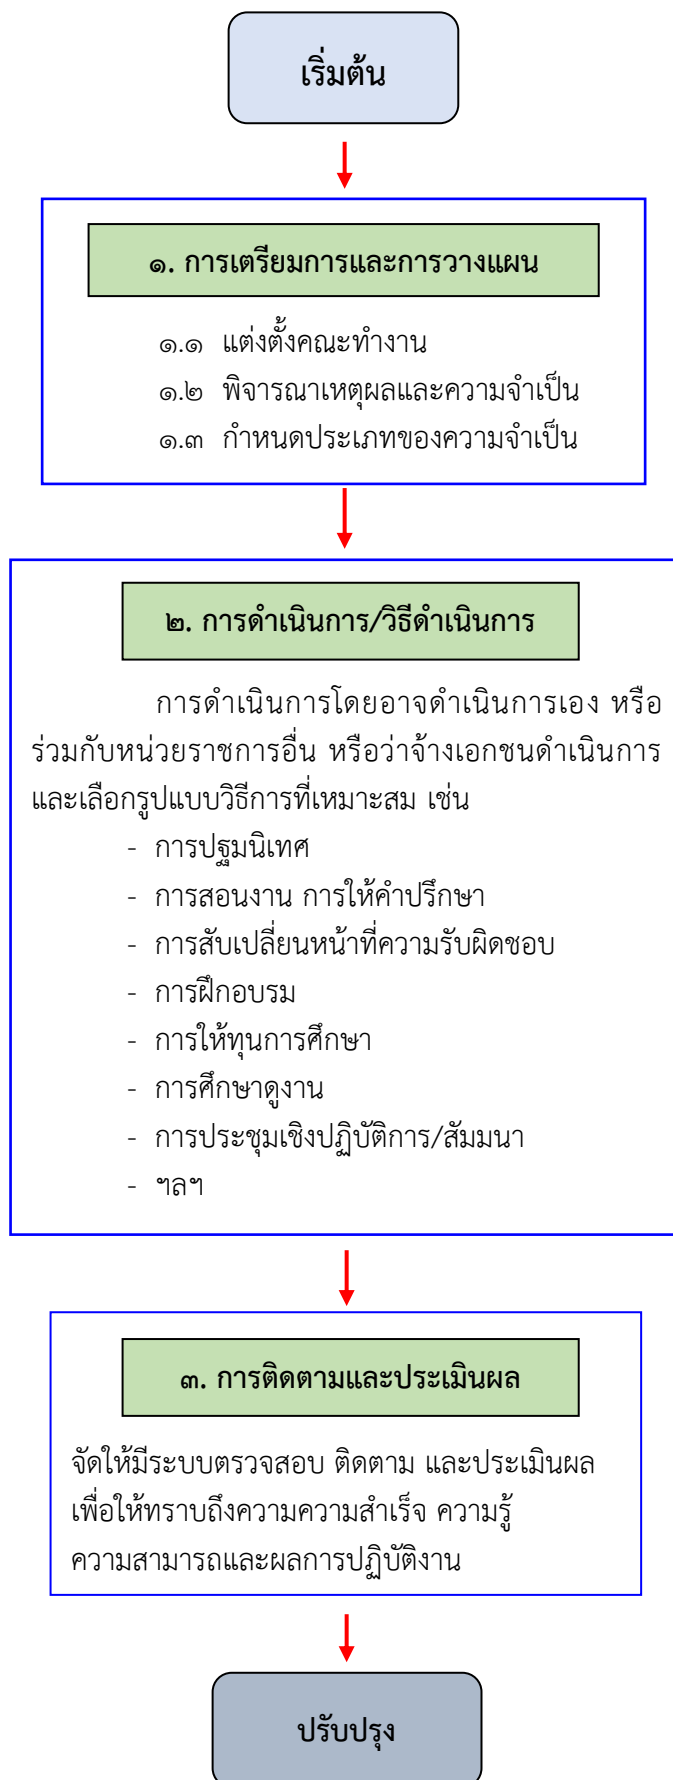 เริ่มต้น
๑. การเตรียมการและการวางแผน
๑.๑ แต่งตั้งคณะทำงาน
๑.๒ พิจารณาเหตุผลและความจำเป็น
๑.๓ กำหนดประเภทของความจำเป็น
๒. การดำเนินการ/วิธีดำเนินการ
การดำเนินการโดยอาจดำเนินการเอง หรือ
ร่วมกับหน่วยราชการอื่น หรือว่าจ้างเอกชนดำเนินการ
และเลือกรูปแบบวิธีการที่เหมาะสม เช่น
- การปฐมนิเทศ
- การสอนงาน การให้คำปรึกษา
- การสับเปลี่ยนหน้าที่ความรับผิดชอบ
- การฝึกอบรม
- การให้ทุนการศึกษา
- การศึกษาดูงาน
- การประชุมเชิงปฏิบัติการ/สัมมนา
- ฯลฯ
๓. การติดตามและประเมินผล
จัดให้มีระบบตรวจสอบ ติดตาม และประเมินผล
เพื่อให้ทราบถึงความความสำเร็จ ความรู้
ความสามารถและผลการปฏิบัติงาน
ปรับปรุง